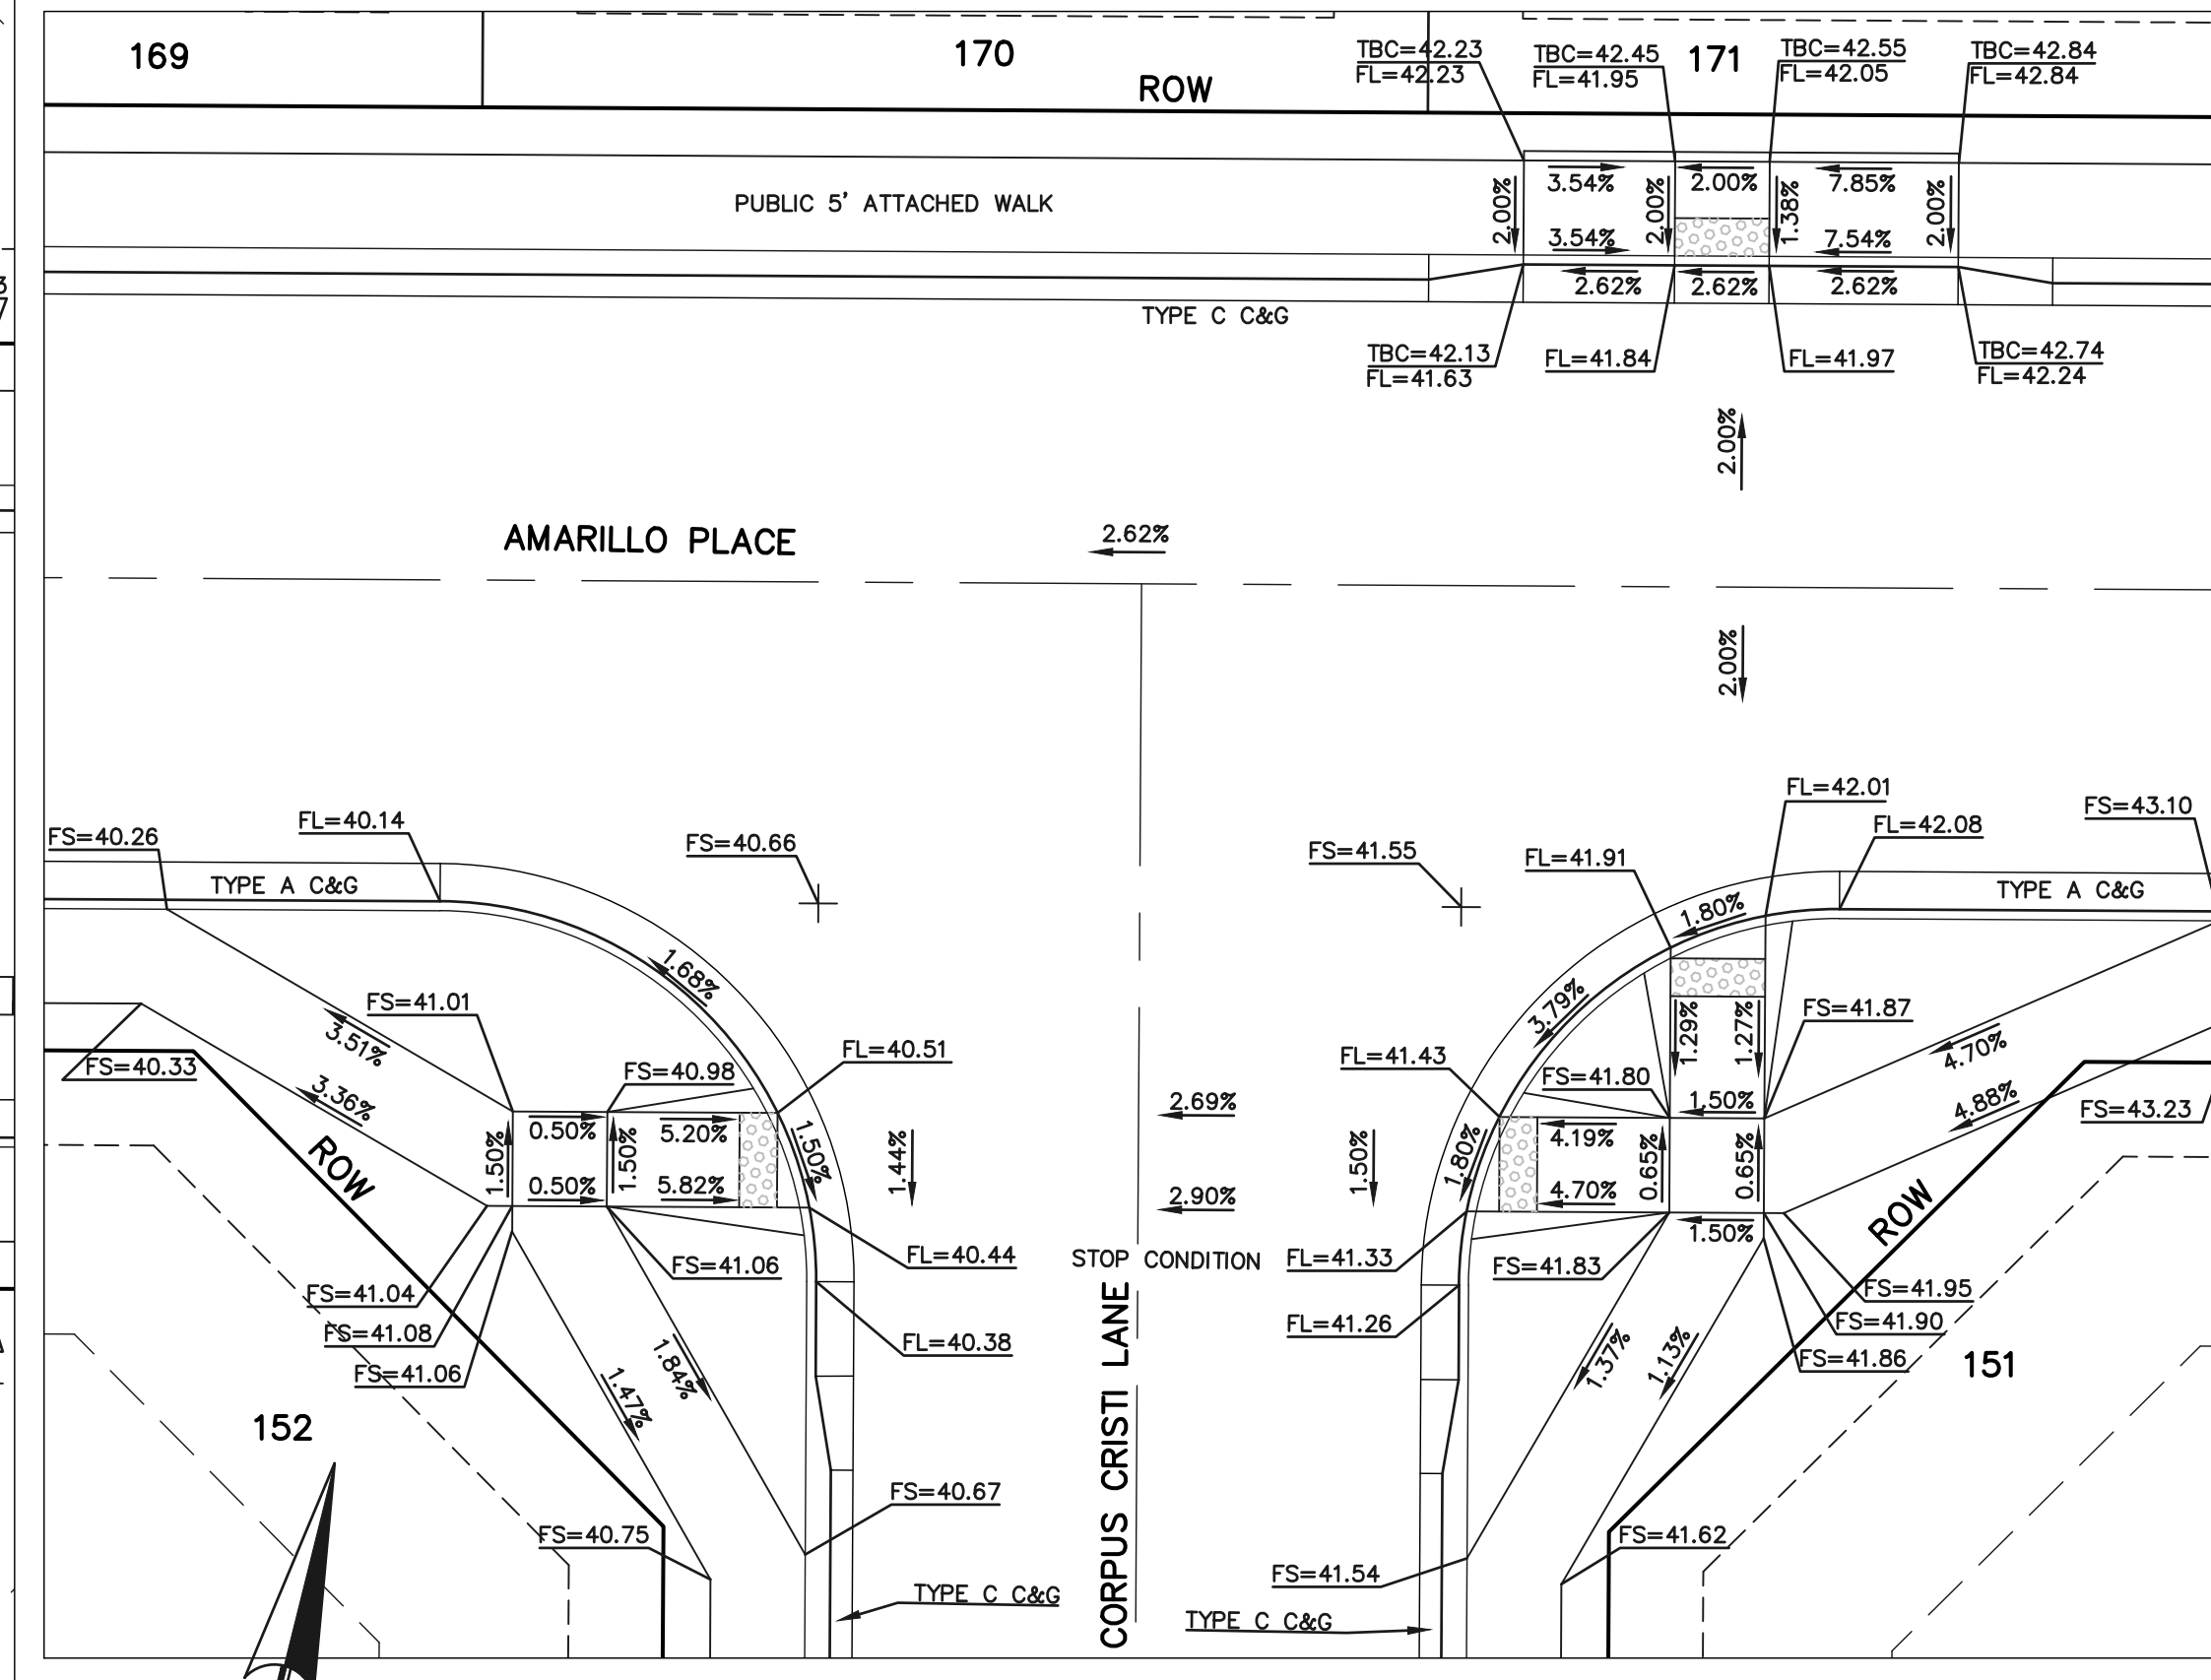 169
170
171
ROW
TBC=42.23
FL=42.23
TBC=42.45
FL=41.95
TBC=42.55
FL=42.05
TBC=42.84
FL=42.84
PUBLIC 5' ATTACHED WALK
2.00%
3.54%
3.54%
2.00%
2.00%
1.38%
7.85%
7.54%
2.00%
2.62%
2.62%
2.62%
TYPE C C&G
TBC=42.13
FL=41.63
FL=41.84
FL=41.97
TBC=42.74
FL=42.24
2.00%
AMARILLO PLACE
2.62%
2.00%
FS=40.26
FL=40.14
FS=40.66
FS=41.55
FL=41.91
FL=42.01
FL=42.08
FS=43.10
TYPE A C&G
TYPE A C&G
1.80%
1.68%
3.79%
FS=41.01
3.51%
FS=40.33
3.36%
FS=40.98
FL=40.51
FL=41.43
FS=41.80
1.29%
1.27%
FS=41.87
4.70%
4.88%
FS=43.23
ROW
1.50%
0.50%
0.50%
1.50%
5.20%
5.82%
1.50%
1.44%
2.69%
2.90%
1.50%
1.80%
4.19%
4.70%
0.65%
1.50%
0.65%
1.50%
ROW
FS=41.04
FS=41.08
FS=41.06
FS=41.06
FL=40.44
FL=40.38
STOP CONDITION
FL=41.33
FL=41.26
FS=41.83
FS=41.95
FS=41.90
FS=41.86
151
152
1.47%
1.84%
1.37%
1.13%
CORPUS CRISTI LANE
FS=40.67
FS=40.75
FS=41.54
FS=41.62
TYPE C C&G
TYPE C C&G